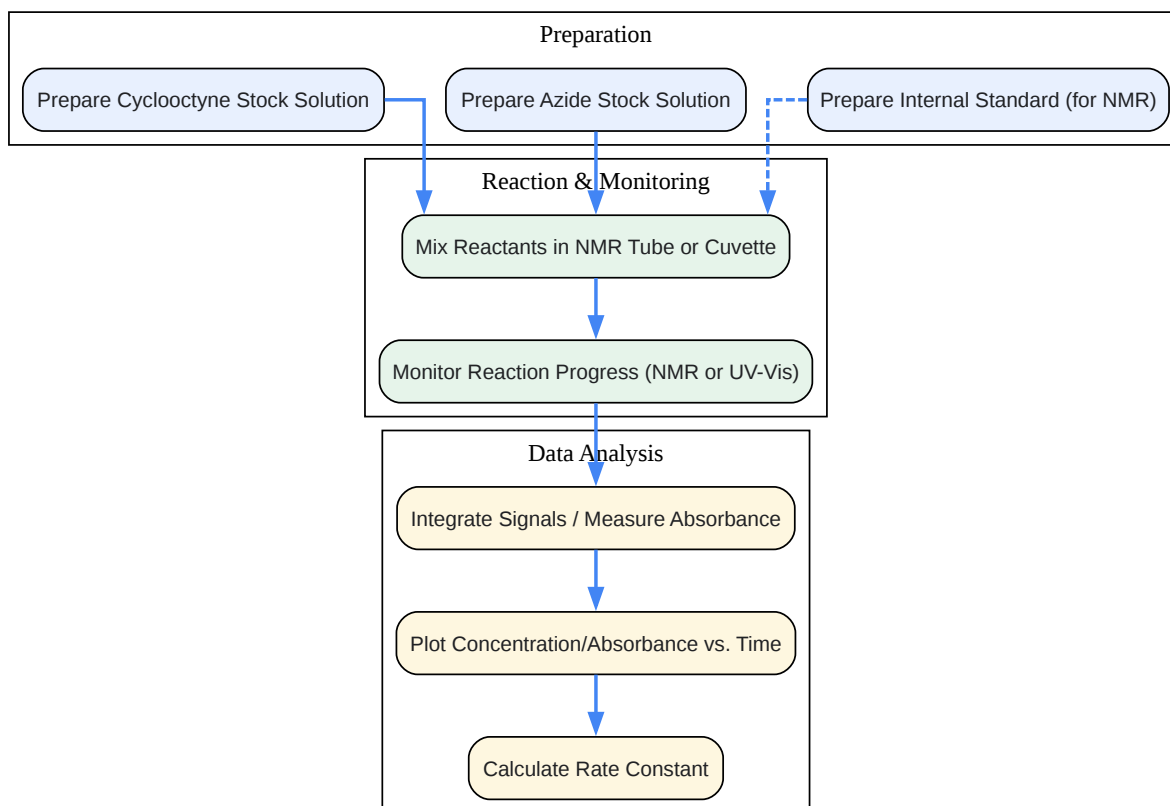 Preparation
Prepare Cyclooctyne Stock Solution
Prepare Azide Stock Solution
Prepare Internal Standard (for NMR)
Reaction & Monitoring
Mix Reactants in NMR Tube or Cuvette
Monitor Reaction Progress (NMR or UV-Vis)
Data Analysis
Integrate Signals / Measure Absorbance
Plot Concentration/Absorbance vs. Time
Calculate Rate Constant